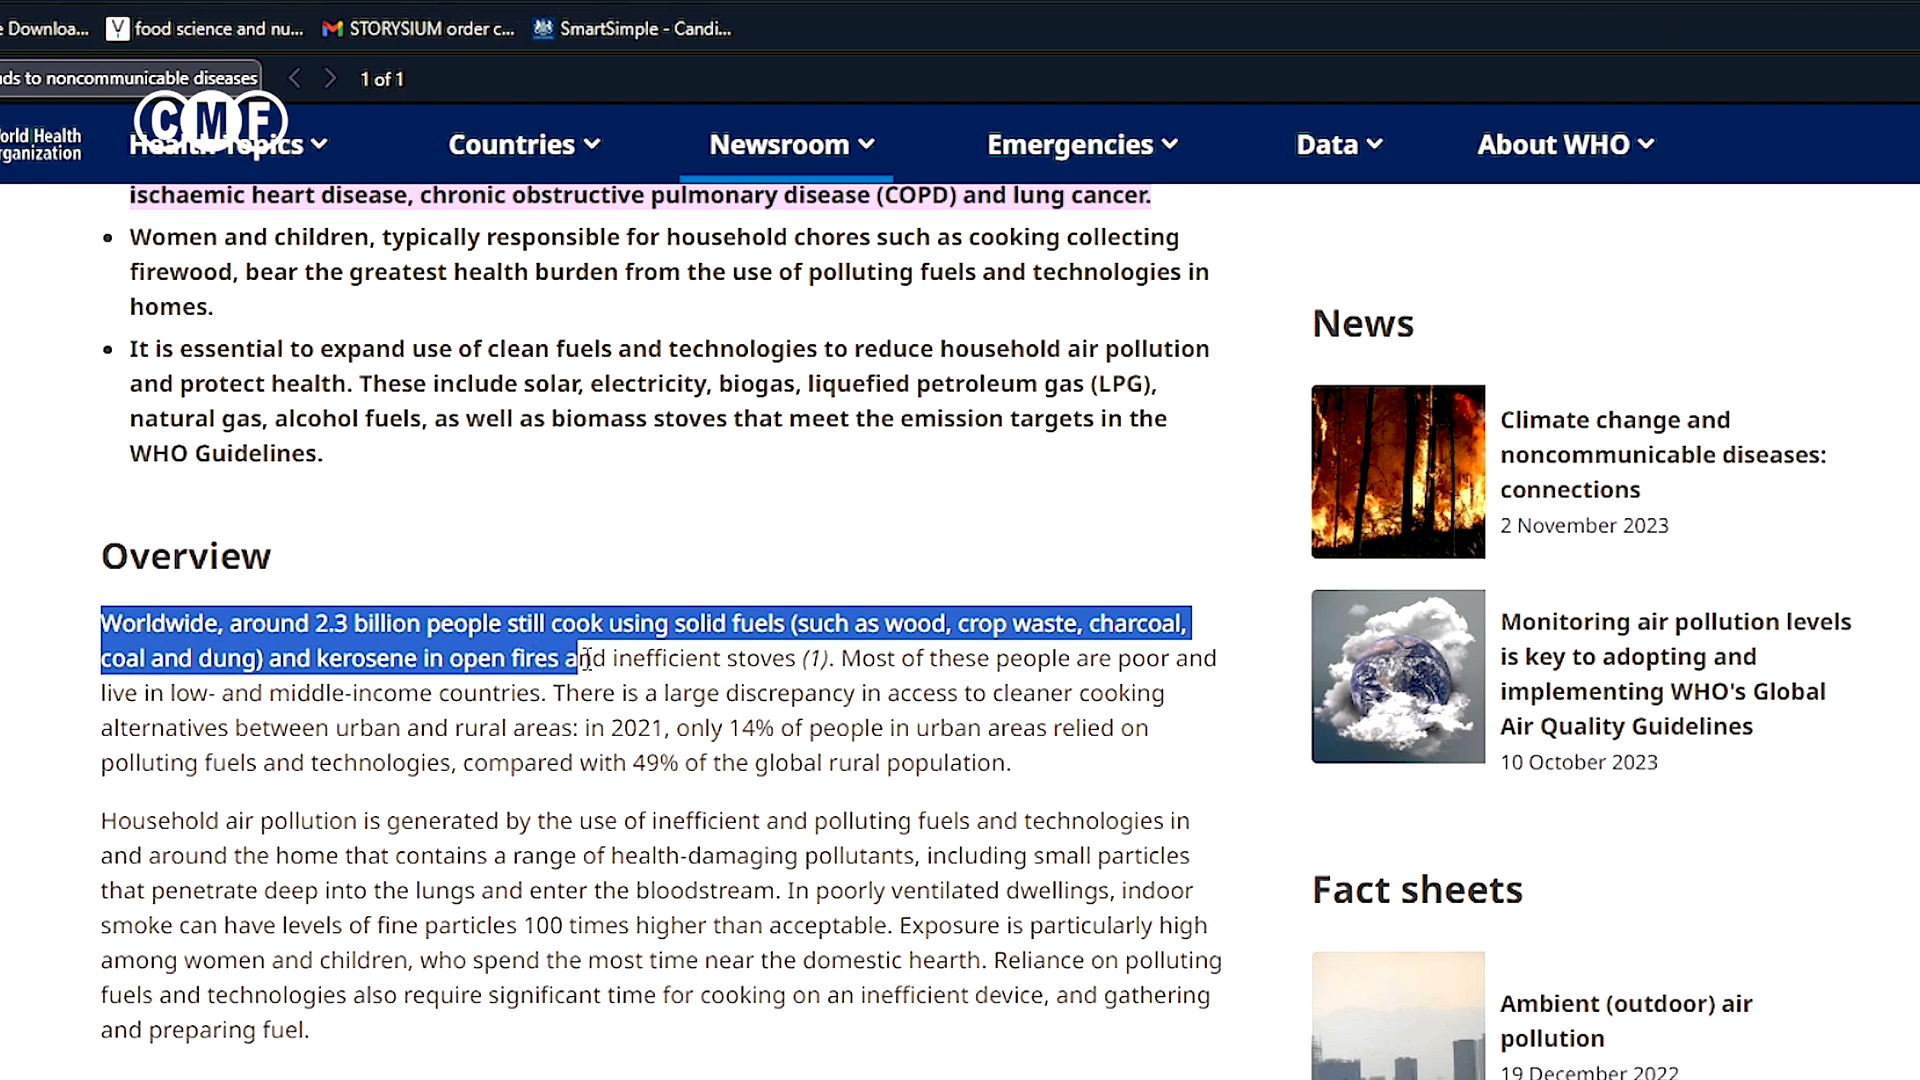 Downloa...
food science and nu...
STORYSIUM order c...
SmartSimple - Candi...
ds to noncommunicable diseases
1 of 1
CMF
World Health
Organization
Health Topics
Countries
Newsroom
Emergencies
Data
About WHO
ischaemic heart disease, chronic obstructive pulmonary disease (COPD) and lung cancer.
• Women and children, typically responsible for household chores such as cooking collecting
firewood, bear the greatest health burden from the use of polluting fuels and technologies in
homes.
• It is essential to expand use of clean fuels and technologies to reduce household air pollution
and protect health. These include solar, electricity, biogas, liquefied petroleum gas (LPG),
natural gas, alcohol fuels, as well as biomass stoves that meet the emission targets in the
WHO Guidelines.
Overview
Worldwide, around 2.3 billion people still cook using solid fuels (such as wood, crop waste, charcoal,
coal and dung) and kerosene in open fires and inefficient stoves (1). Most of these people are poor and
live in low- and middle-income countries. There is a large discrepancy in access to cleaner cooking
alternatives between urban and rural areas: in 2021, only 14% of people in urban areas relied on
polluting fuels and technologies, compared with 49% of the global rural population.
Household air pollution is generated by the use of inefficient and polluting fuels and technologies in
and around the home that contains a range of health-damaging pollutants, including small particles
that penetrate deep into the lungs and enter the bloodstream. In poorly ventilated dwellings, indoor
smoke can have levels of fine particles 100 times higher than acceptable. Exposure is particularly high
among women and children, who spend the most time near the domestic hearth. Reliance on polluting
fuels and technologies also require significant time for cooking on an inefficient device, and gathering
and preparing fuel.
News
Climate change and
noncommunicable diseases:
connections
2 November 2023
Monitoring air pollution levels
is key to adopting and
implementing WHO's Global
Air Quality Guidelines
10 October 2023
Fact sheets
Ambient (outdoor) air
pollution
19 December 2022